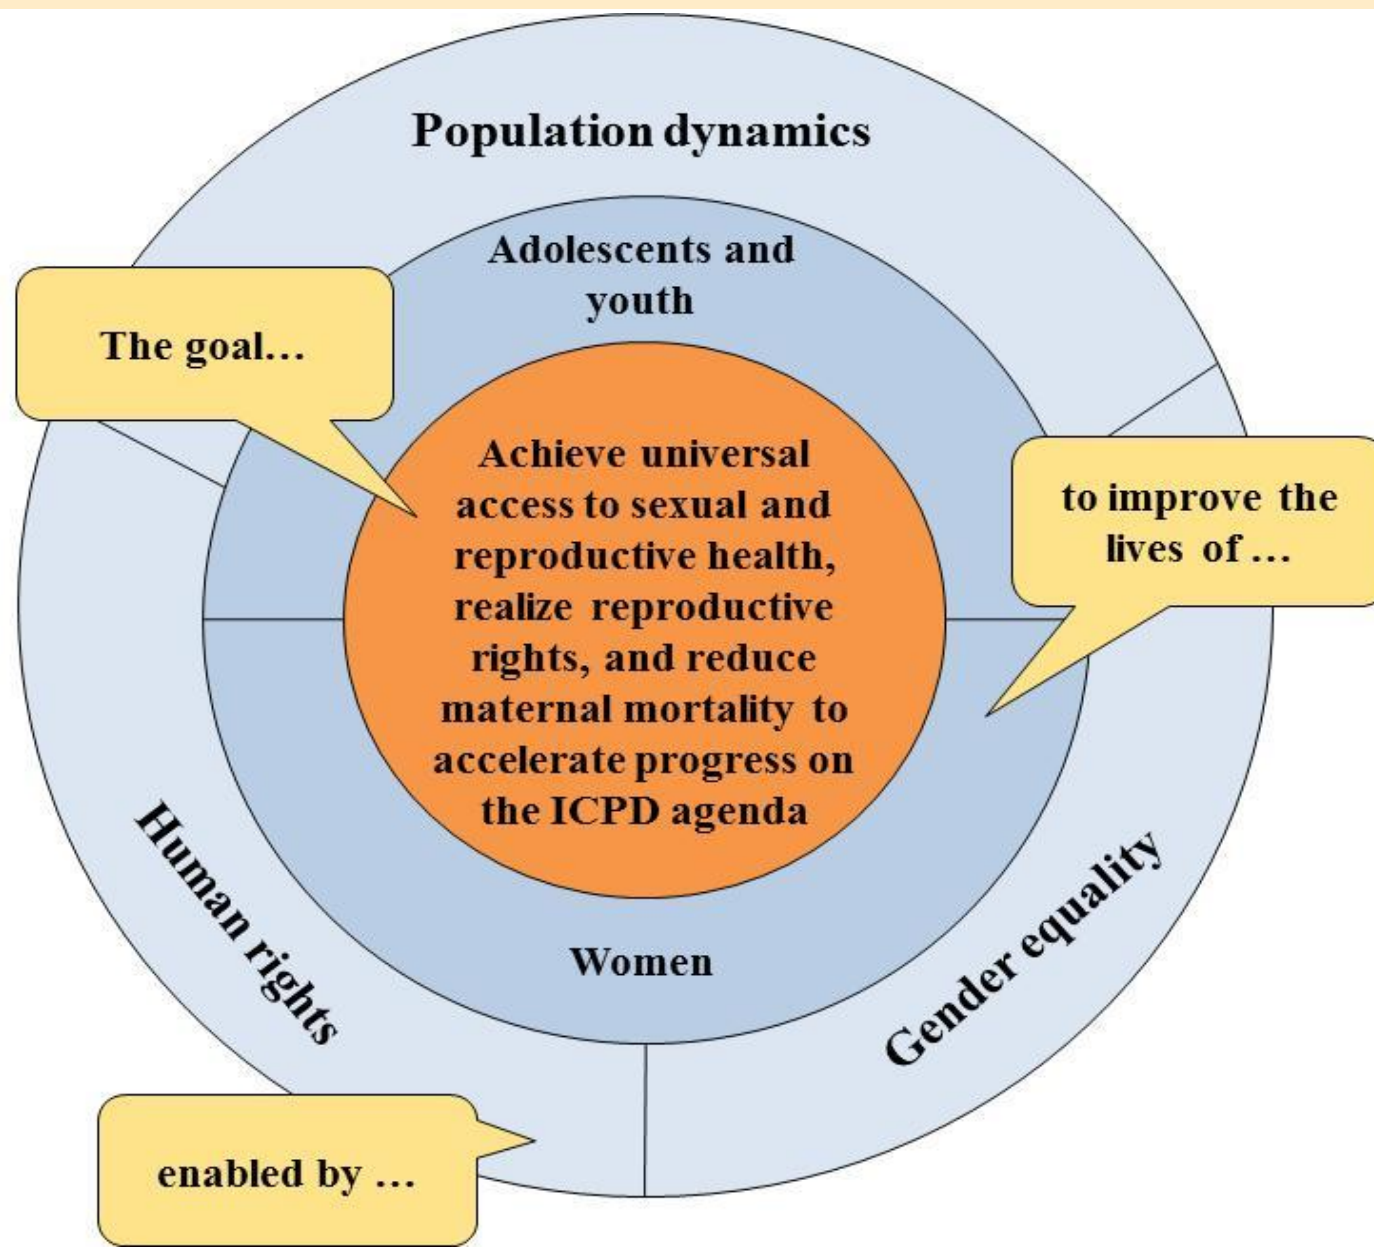 Population dynamics
Adolescents and
youth
The goal…
Achieve universal
access to sexual and
reproductive health,
realize reproductive
rights, and reduce
maternal mortality to
accelerate progress on
the ICPD agenda
to improve the
lives of …
Women
Human rights
Gender equality
enabled by …